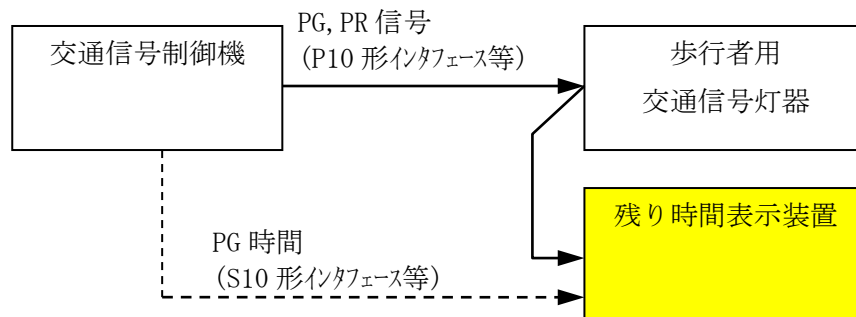 交通信号制御機
PG, PR 信号
(P10 形インタフェース等)
歩行者用
交通信号灯器
PG 時間
(S10 形インタフェース等)
残り時間表示装置